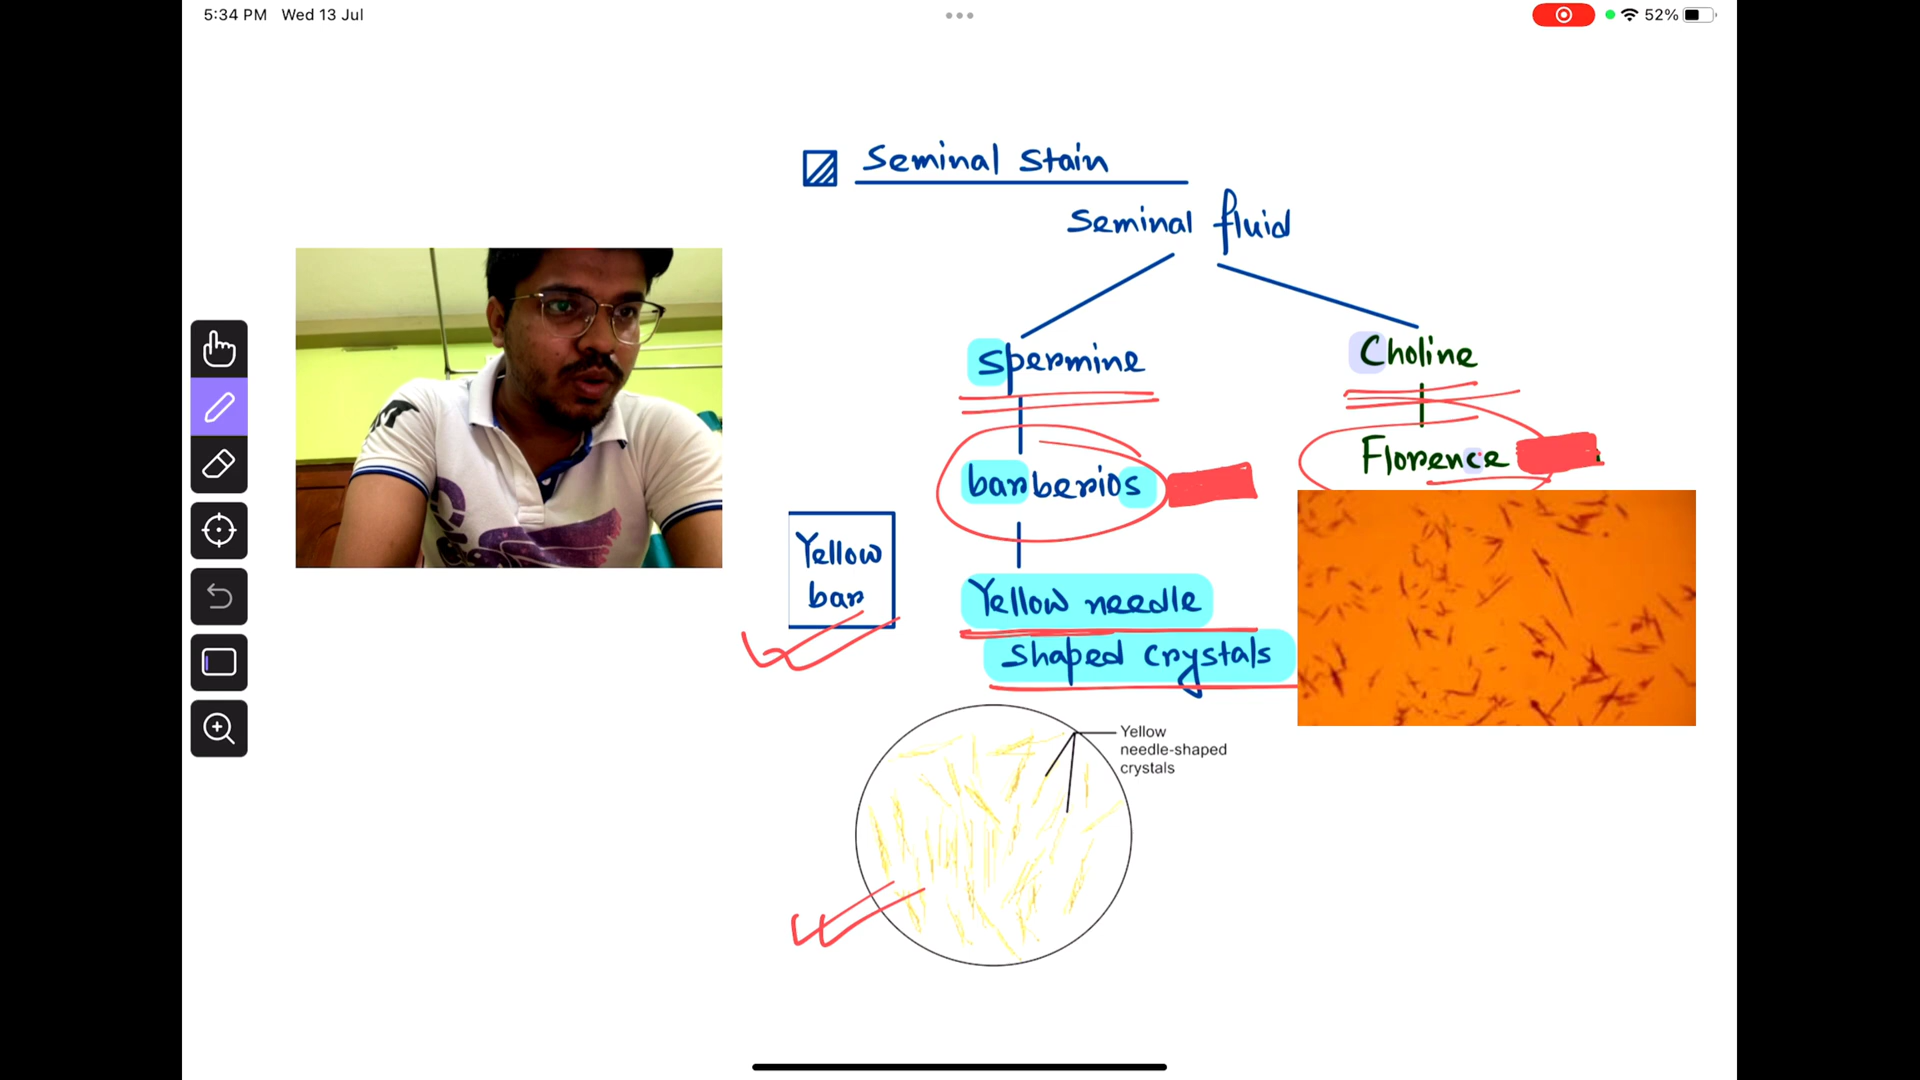 5:34 PM Wed 13 Jul
52%
Seminal Stain
Seminal fluid
Spermine
Choline
barberios
Florence
Yellow
bar
Yellow needle
shaped crystals
Yellow
needle-shaped
crystals